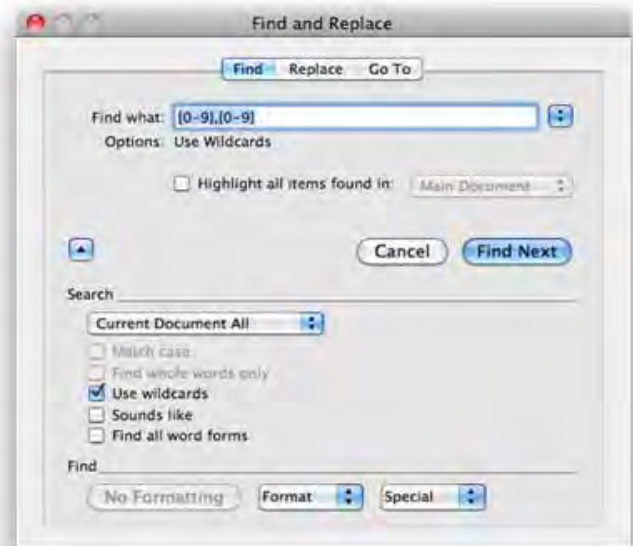 Find and Replace
Find Replace Go To
Find what: [0-9],[0-9]
Options: Use Wildcards
Highlight all items found in: Main Document
Cancel Find Next
Search
Current Document All
Match case
Find whole words only
Use wildcards
Sounds like
Find all word forms
Find
No Formatting Format Special